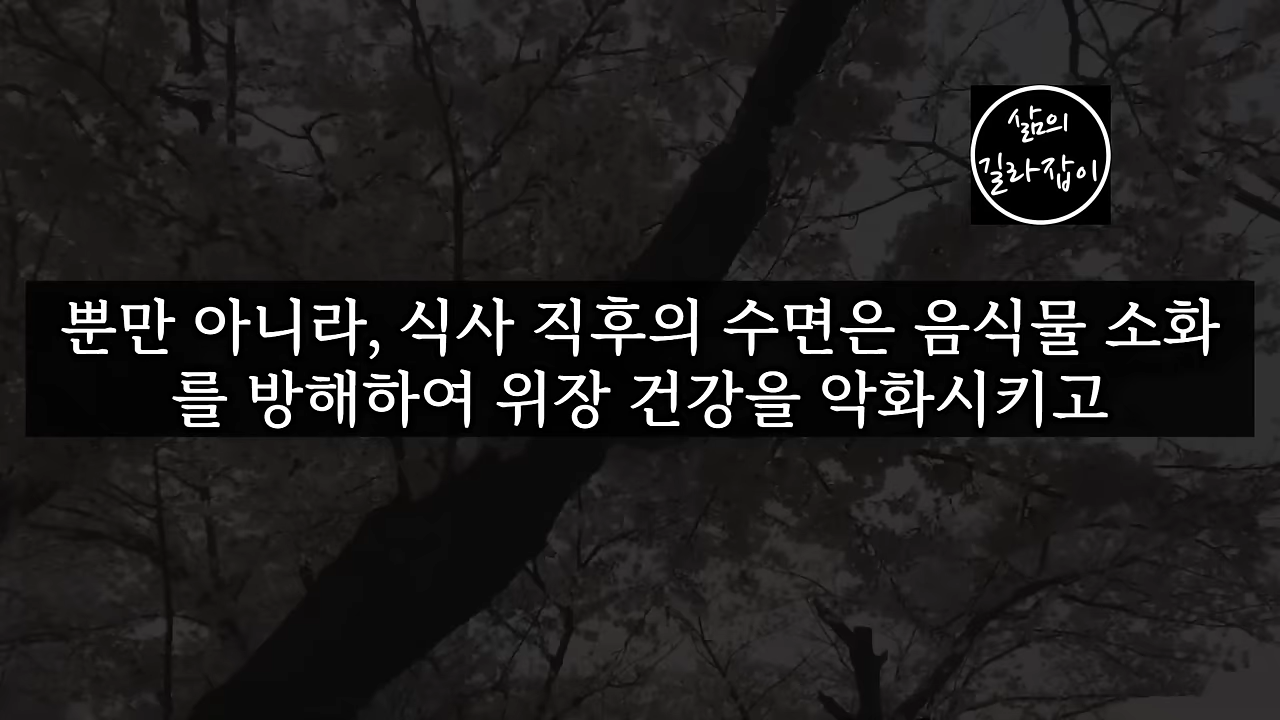 삶의
길라잡이
뿐만 아니라, 식사 직후의 수면은 음식물 소화
를 방해하여 위장 건강을 악화시키고